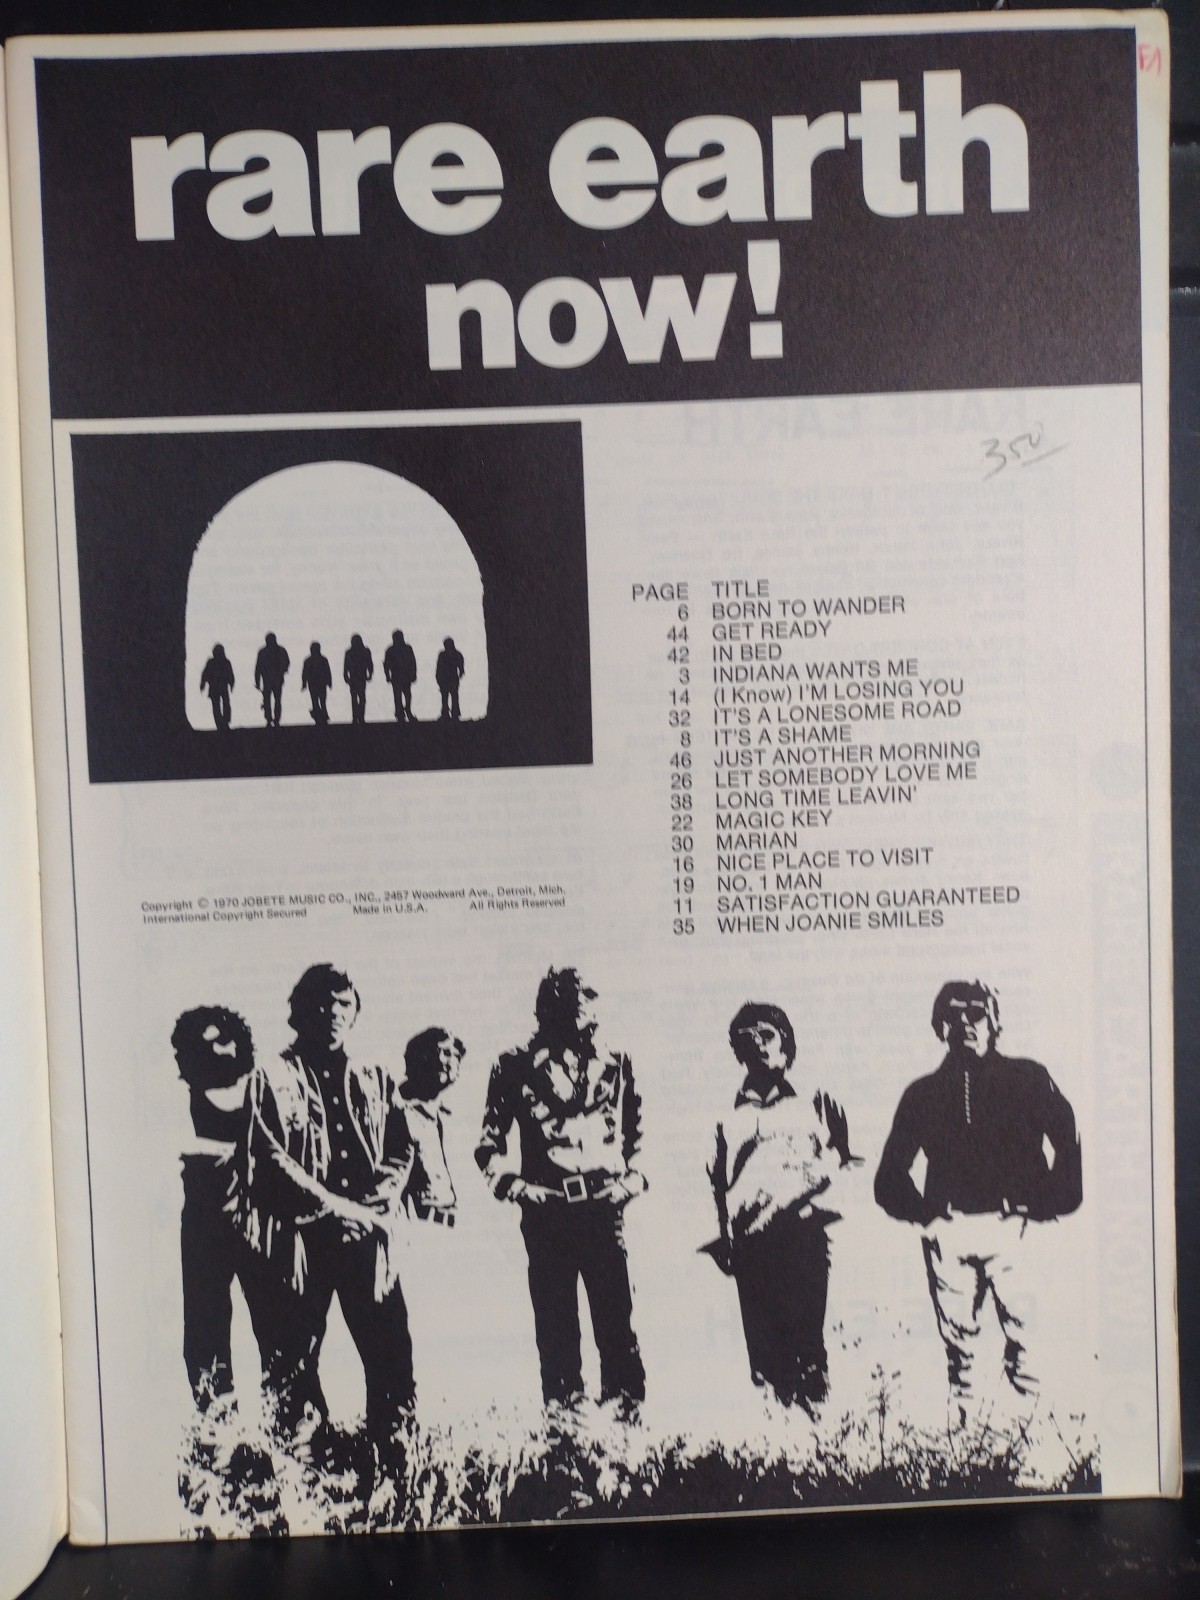 rare earth
now!
F1
350
PAGE TITLE
6 BORN TO WANDER
44 GET READY
42 IN BED
3 INDIANA WANTS ME
14 (I Know) I'M LOSING YOU
32 IT'S A LONESOME ROAD
8 IT'S A SHAME
46 JUST ANOTHER MORNING
26 LET SOMEBODY LOVE ME
38 LONG TIME LEAVIN'
22 MAGIC KEY
30 MARIAN
16 NICE PLACE TO VISIT
19 NO. 1 MAN
11 SATISFACTION GUARANTEED
35 WHEN JOANIE SMILES
Copyright © 1970 JOBETE MUSIC CO., INC., 2457 Woodward Ave., Detroit, Mich.
International Copyright Secured Made in U.S.A. All Rights Reserved